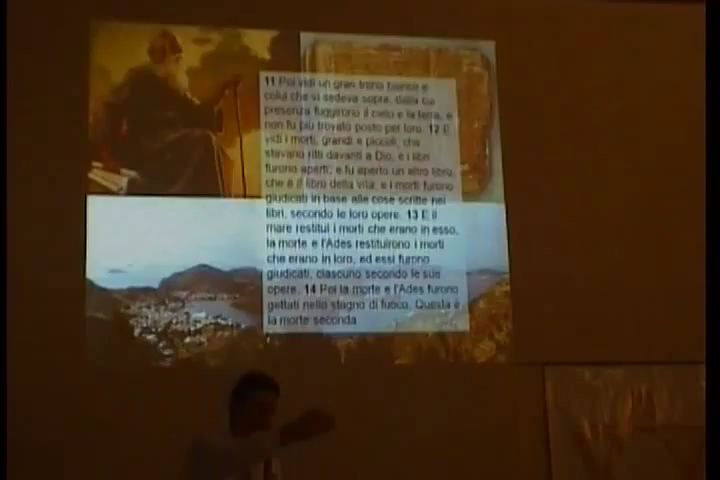 11 Poi vidi un gran trono bianco e
colui che vi sedeva sopra, dalla cui
presenza fuggirono il cielo e la terra, e
non fu più trovato posto per loro. 12 E
vidi i morti, grandi e piccoli, che
stavano ritti davanti a Dio, e i libri
furono aperti; e fu aperto un altro libro,
che è il libro della vita; e i morti furono
giudicati in base alle cose scritte nei
libri, secondo le loro opere. 13 E il
mare restituì i morti che erano in esso,
la morte e l'Ades restituirono i morti
che erano in loro, ed essi furono
giudicati, ciascuno secondo le sue
opere. 14 Poi la morte e l'Ades furono
gettati nello stagno di fuoco. Questa è
la morte seconda